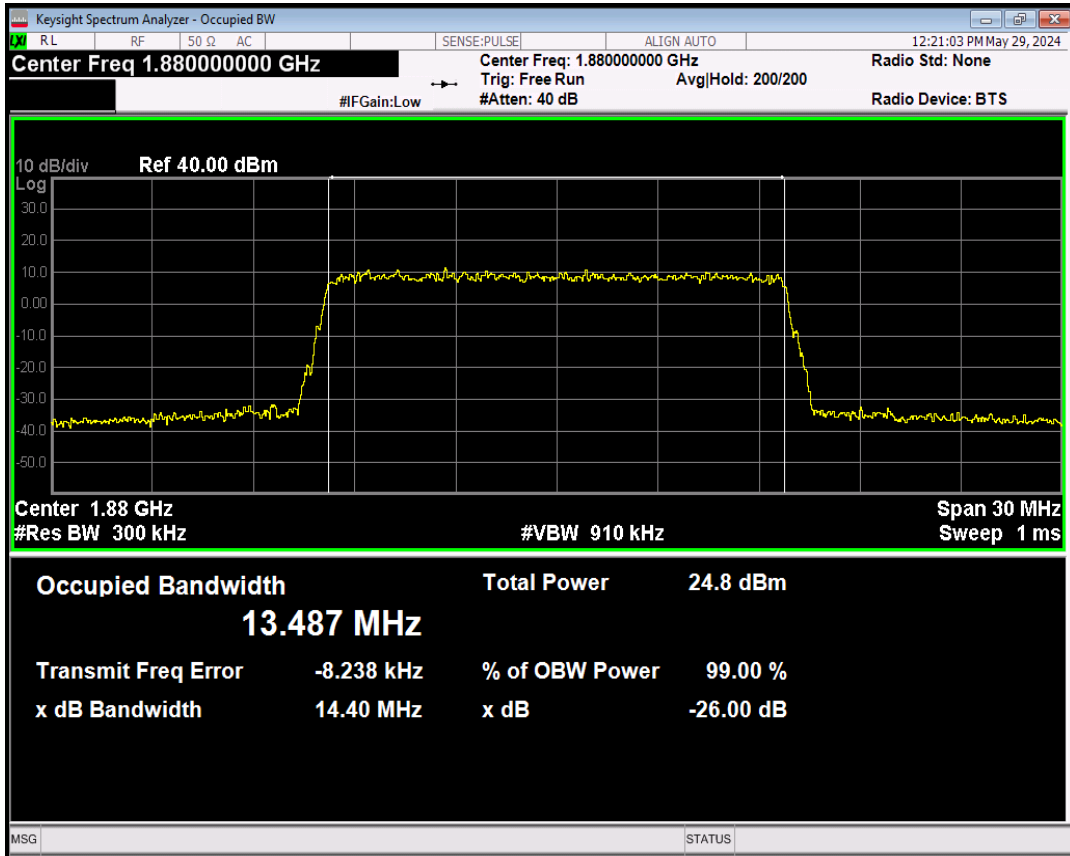 Keysight Spectrum Analyzer - Occupied BW
LXI RL RF 50 Ω AC SENSE:PULSE ALIGN AUTO 12:21:03 PM May 29, 2024
Center Freq 1.880000000 GHz Center Freq: 1.880000000 GHz Radio Std: None
Trig: Free Run Avg|Hold: 200/200
#IFGain:Low #Atten: 40 dB Radio Device: BTS
10 dB/div Ref 40.00 dBm
Log
30.0
20.0
10.0
0.00
-10.0
-20.0
-30.0
-40.0
-50.0
Center 1.88 GHz Span 30 MHz
#Res BW 300 kHz #VBW 910 kHz Sweep 1 ms
Occupied Bandwidth Total Power 24.8 dBm
13.487 MHz
Transmit Freq Error -8.238 kHz % of OBW Power 99.00 %
x dB Bandwidth 14.40 MHz x dB -26.00 dB
MSG STATUS